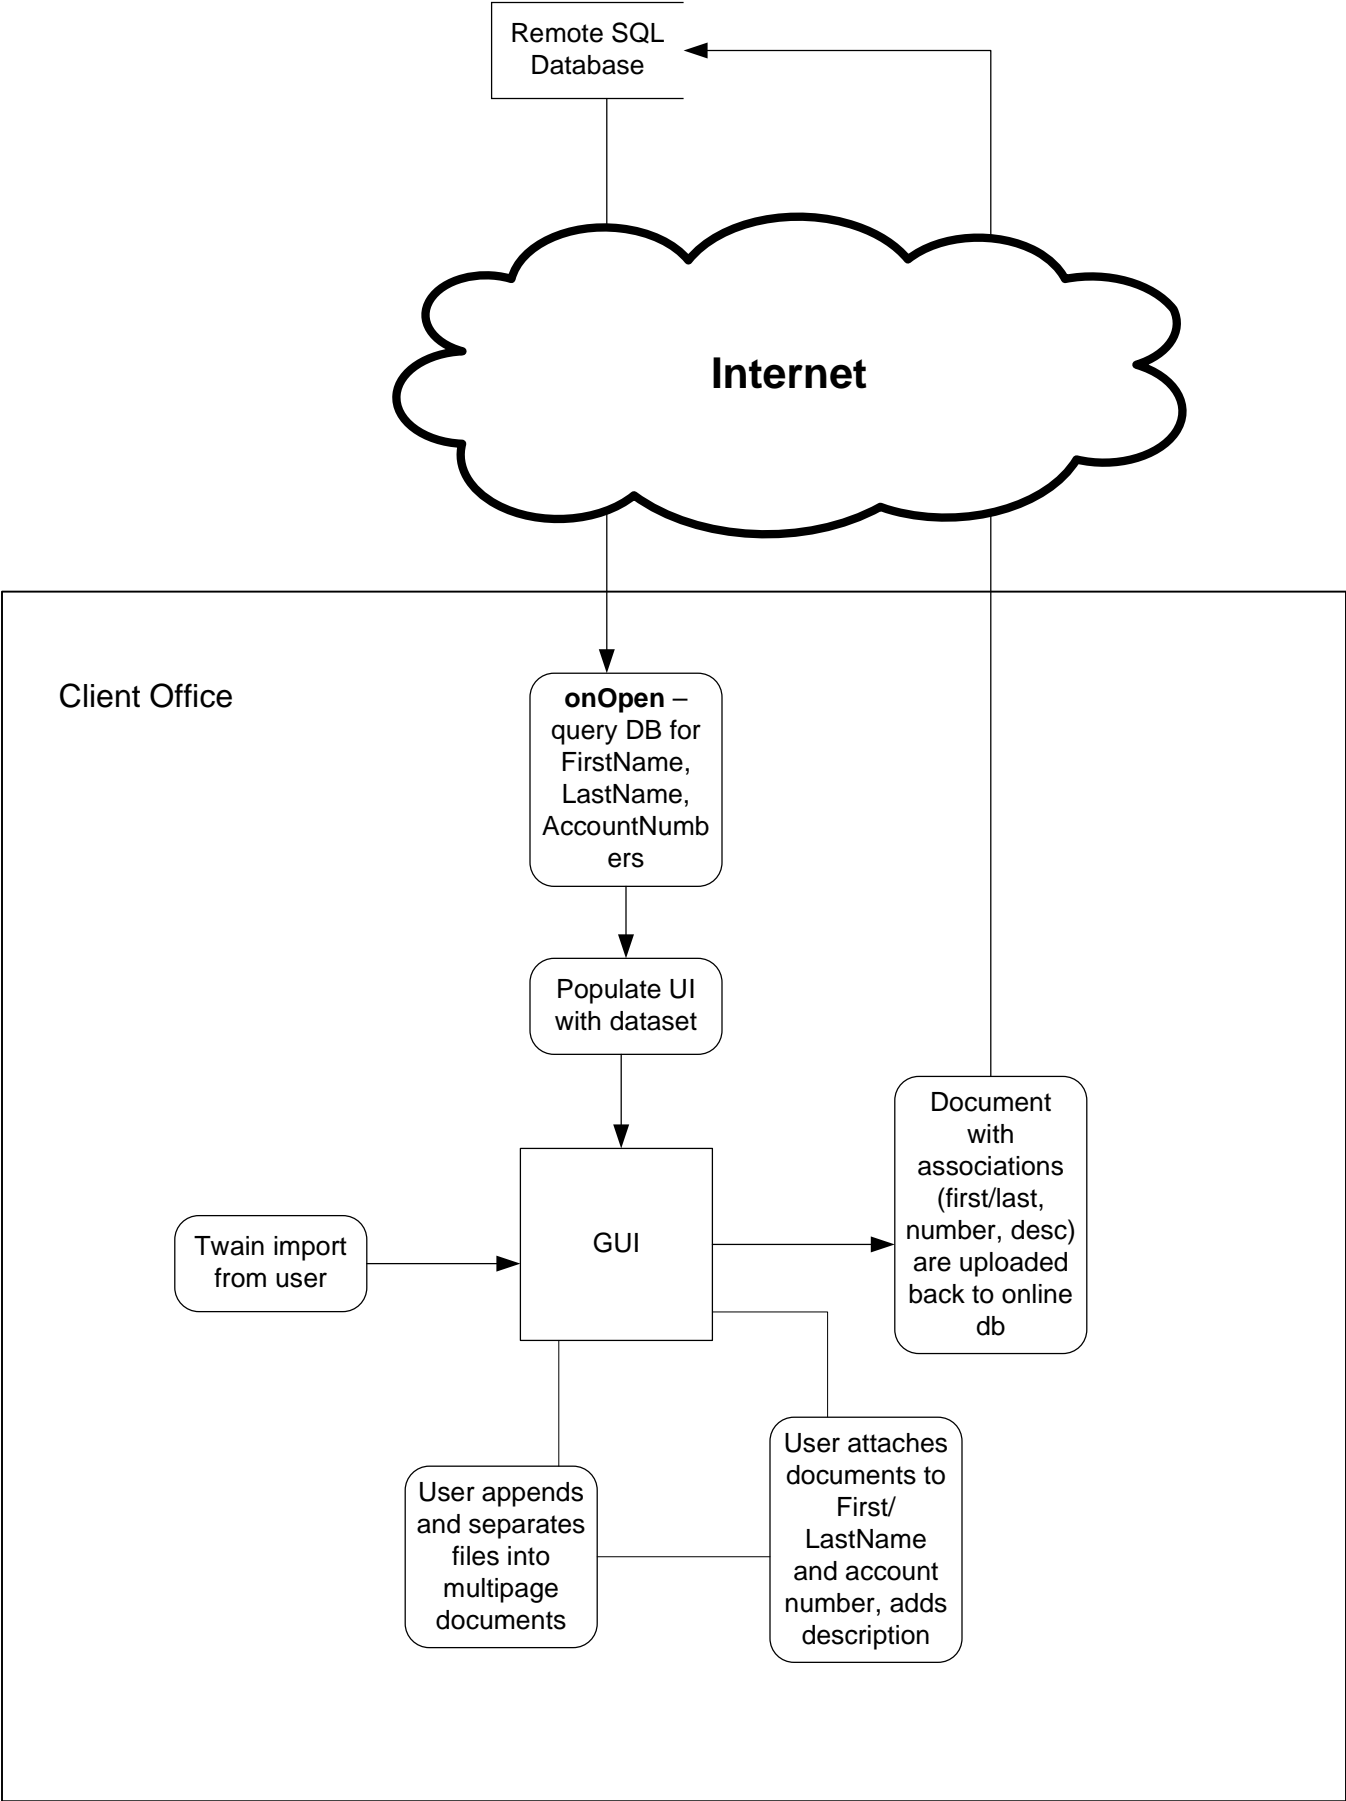 Remote SQL
Database
Internet
Client Office
onOpen –
query DB for
FirstName,
LastName,
AccountNumb
ers
Populate UI
with dataset
Document
with
associations
(first/last,
number, desc)
are uploaded
back to online
db
GUI
Twain import
from user
User attaches
documents to
First/
LastName
and account
number, adds
description
User appends
and separates
files into
multipage
documents